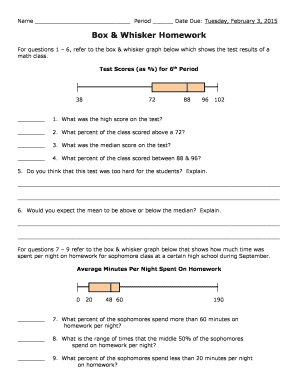 Name ________________________ Period ______ Date Due: Tuesday, February 3, 2015
Box & Whisker Homework
For questions 1 – 6, refer to the box & whisker graph below which shows the test results of a
math class.
Test Scores (as %) for 6th Period
38 72 88 96 102
________ 1. What was the high score on the test?
________ 2. What percent of the class scored above a 72?
________ 3. What was the median score on the test?
________ 4. What percent of the class scored between 88 & 96?
5. Do you think that this test was too hard for the students? Explain.
6. Would you expect the mean to be above or below the median? Explain.
For questions 7 – 9 refer to the box & whisker graph below that shows how much time was
spent per night on homework for sophomore class at a certain high school during September.
Average Minutes Per Night Spent On Homework
0 20 48 60 190
________ 7. What percent of the sophomores spend more than 60 minutes on
homework per night?
________ 8. What is the range of times that the middle 50% of the sophomores
spend on homework per night?
________ 9. What percent of the sophomores spend less than 20 minutes per night
on homework?